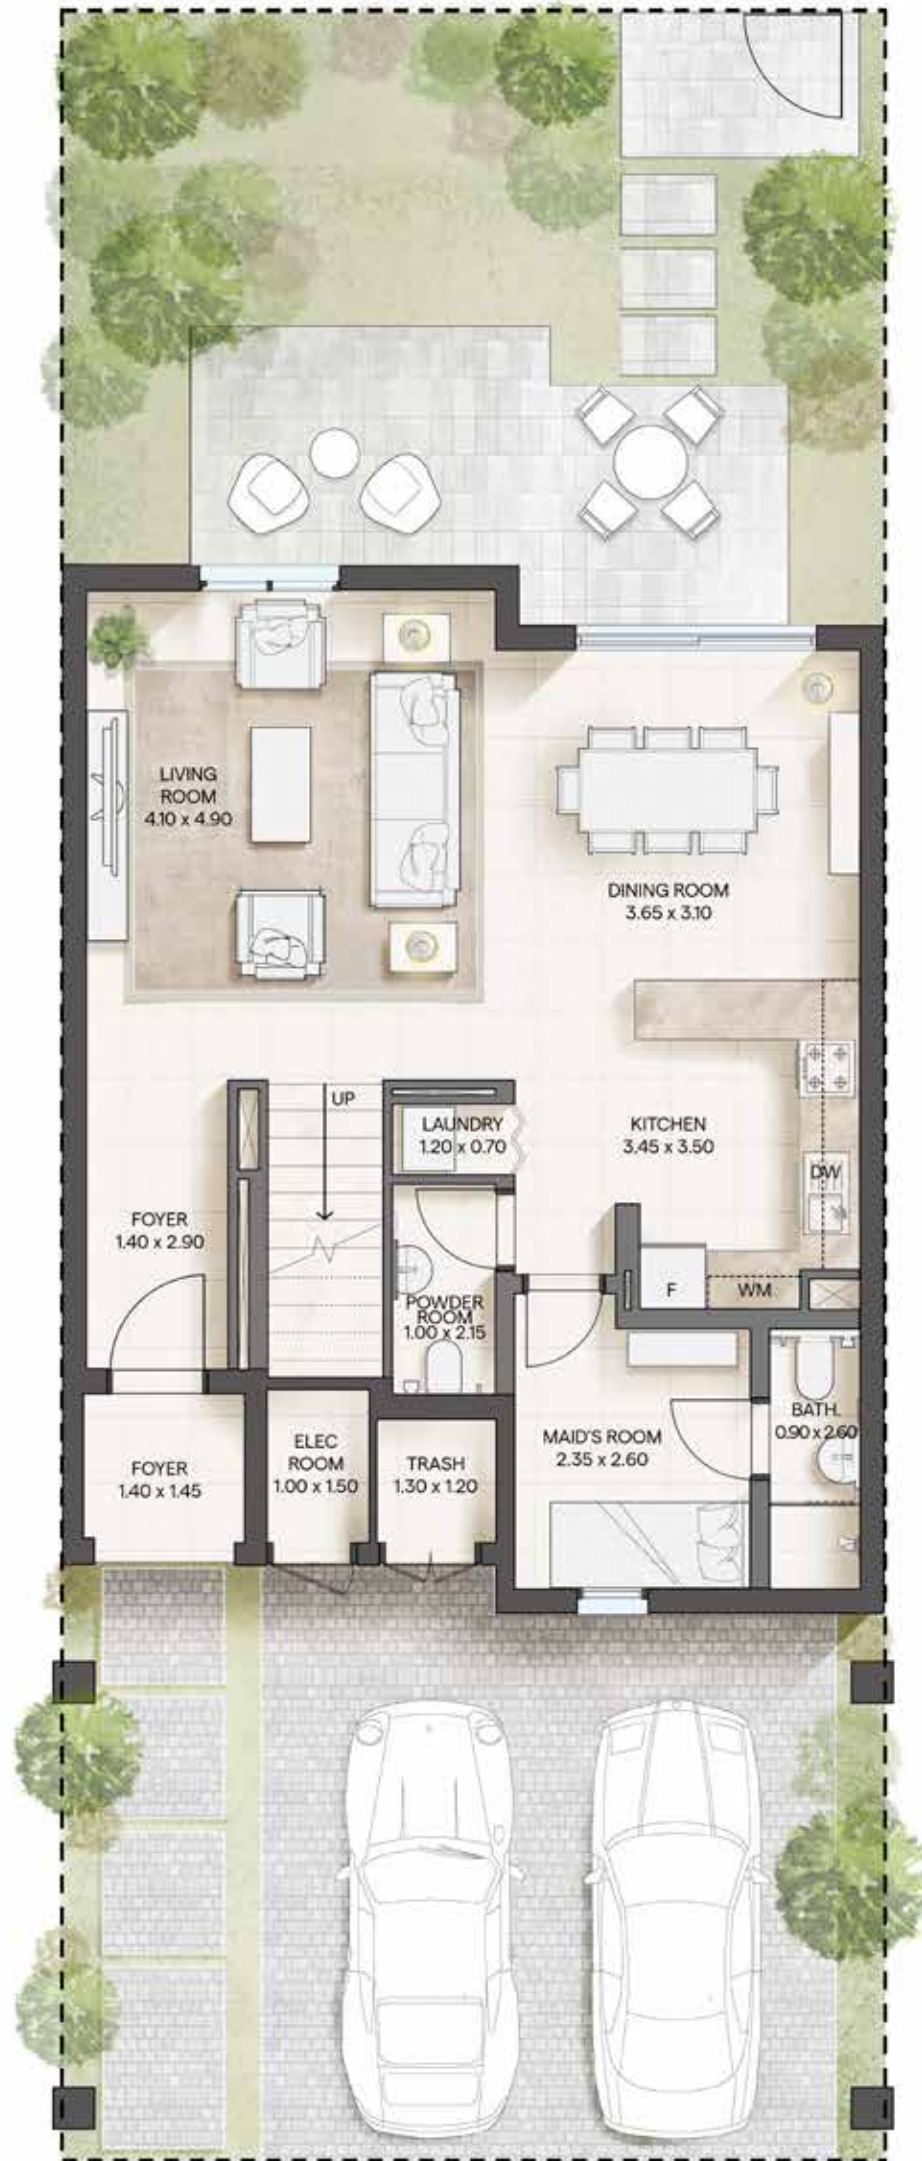 LIVING
ROOM
4.10 x 4.90
DINING ROOM
3.65 x 3.10
UP
LAUNDRY
1.20 x 0.70
KITCHEN
3.45 x 3.50
DW
FOYER
1.40 x 2.90
F
WM
POWDER
ROOM
1.00 x 2.15
BATH.
0.90 x 2.60
MAID'S ROOM
2.35 x 2.60
ELEC
ROOM
1.00 x 1.50
TRASH
1.30 x 1.20
FOYER
1.40 x 1.45